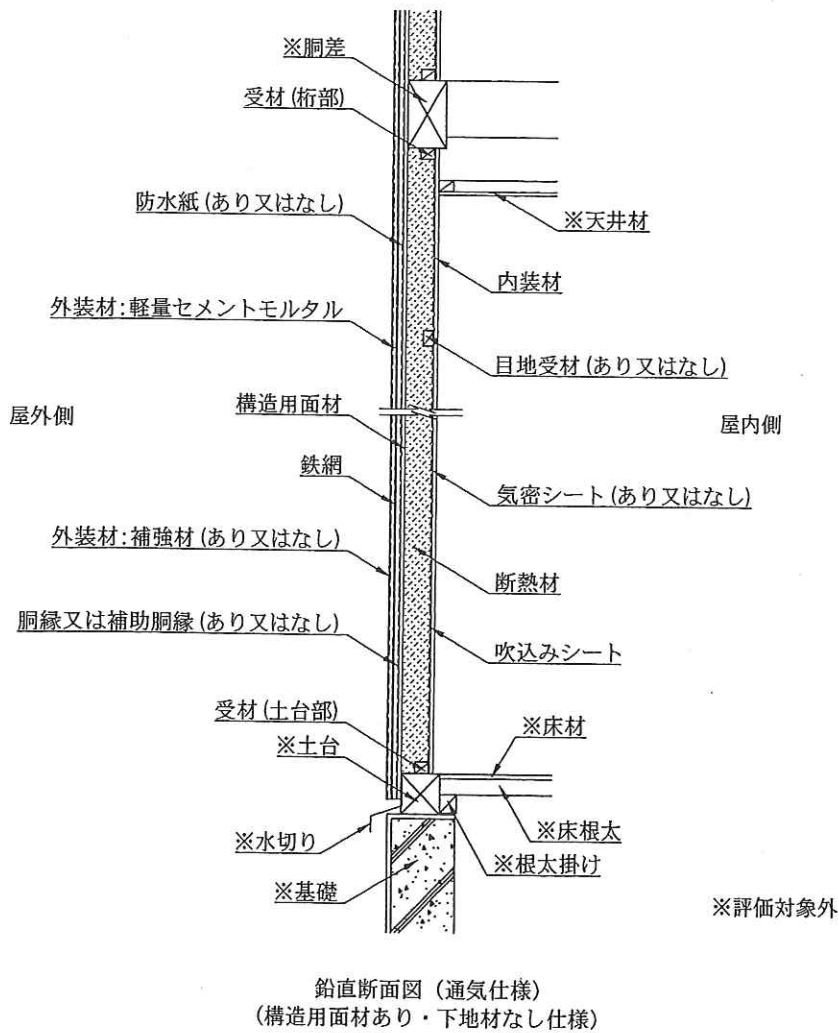 ※胴差
受材(桁部)
防水紙(あり又はなし)
※天井材
内装材
外装材:軽量セメントモルタル
目地受材(あり又はなし)
構造用面材
屋外側
屋内側
鉄網
気密シート(あり又はなし)
外装材:補強材(あり又はなし)
断熱材
胴縁又は補助胴縁(あり又はなし)
吹込みシート
受材(土台部)
※床材
※土台
※床根太
※水切り
※根太掛け
※基礎
※評価対象外
鉛直断面図(通気仕様)
(構造用面材あり・下地材なし仕様)